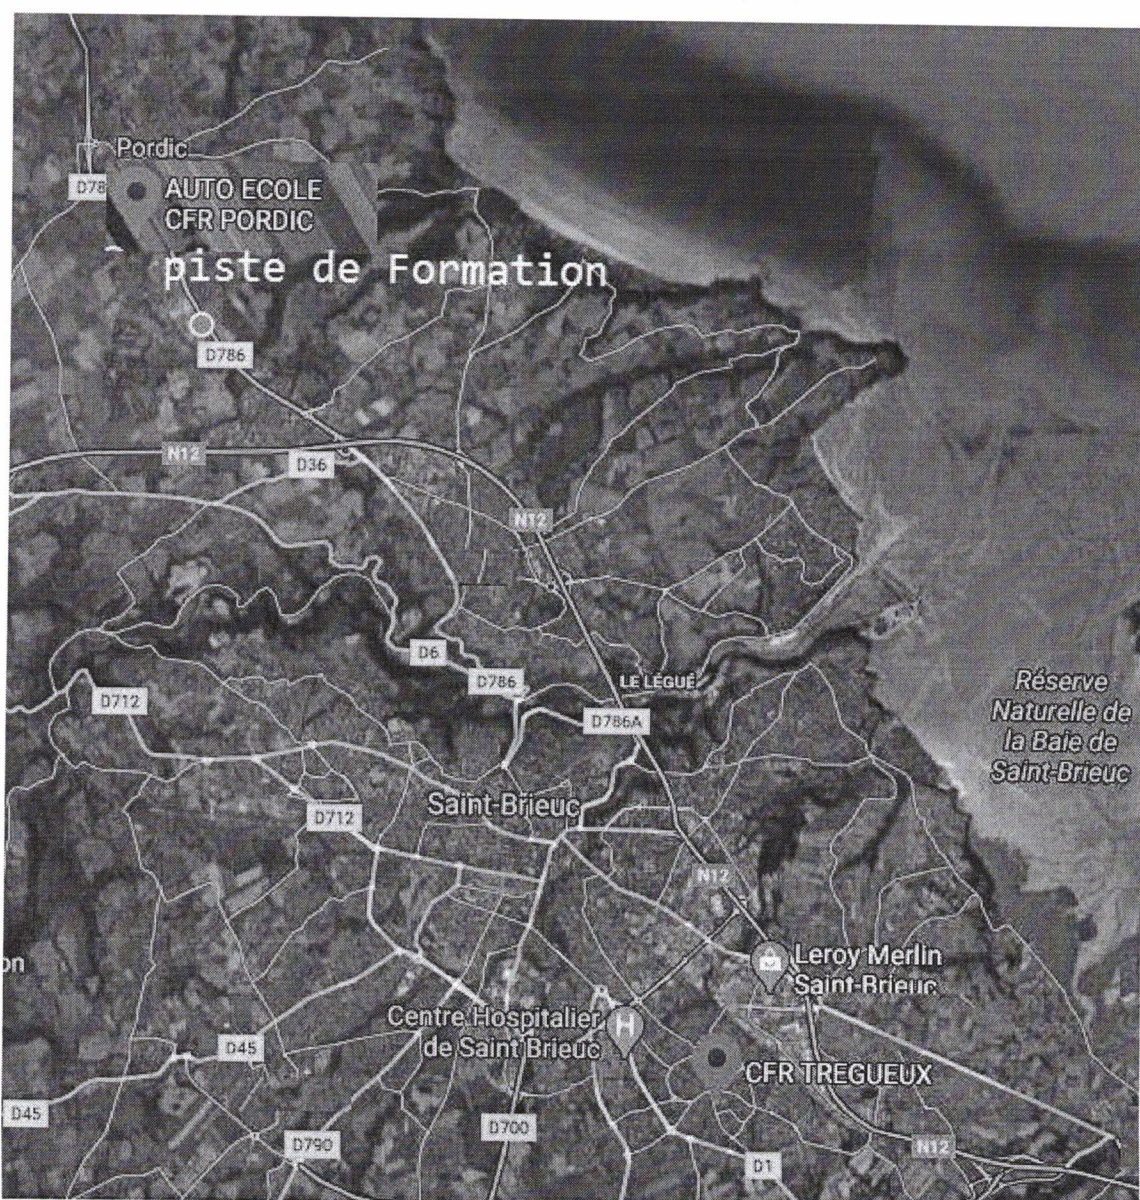 Pordic
D78
AUTO ECOLE
CFR PORDIC
piste de Formation
D786
N12
D36
N12
D6
D786
LE LÉGUÉ
D712
D786A
Réserve
Naturelle de
la Baie de
Saint-Brieuc
Saint-Brieuc
D712
N12
on
Leroy Merlin
Saint-Brieuc
Centre Hospitalier
de Saint Brieuc
H
D45
CFR TREGUEUX
D45
D790
D700
N12
D1